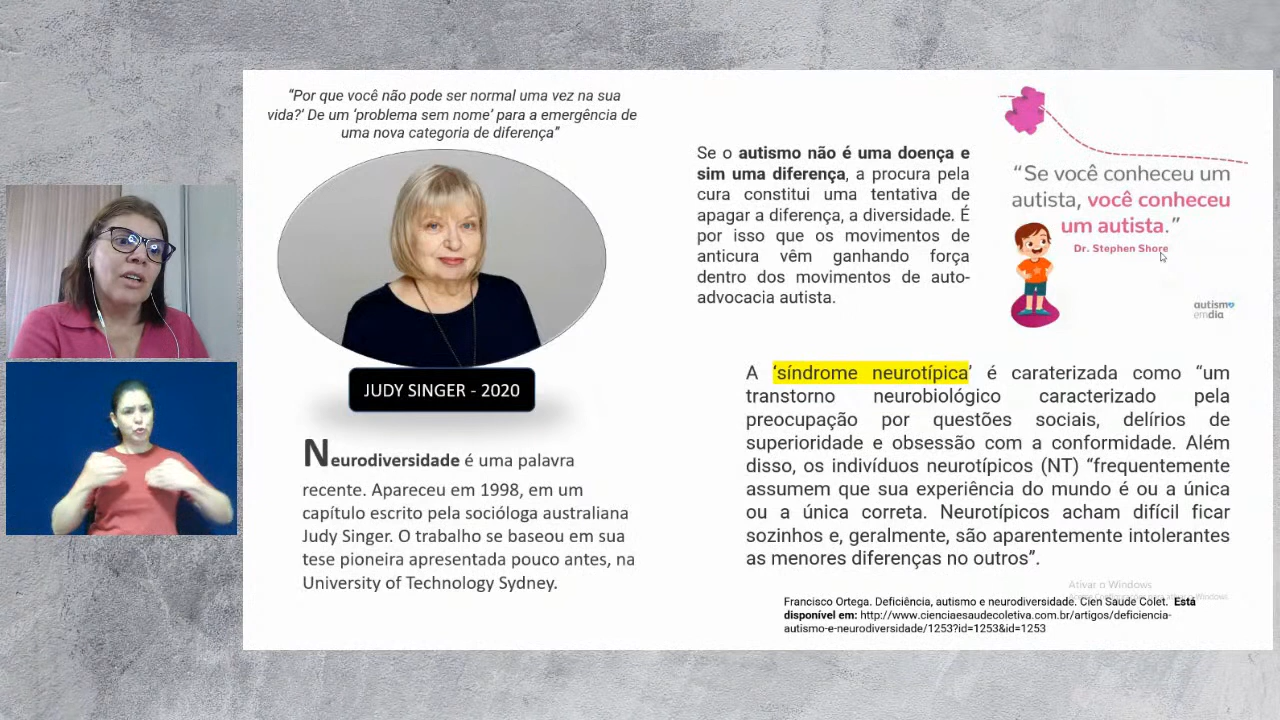 “Por que você não pode ser normal uma vez na sua
vida?’ De um ‘problema sem nome’ para a emergência de
uma nova categoria de diferença”
JUDY SINGER - 2020
Neurodiversidade é uma palavra
recente. Apareceu em 1998, em um
capítulo escrito pela socióloga australiana
Judy Singer. O trabalho se baseou em sua
tese pioneira apresentada pouco antes, na
University of Technology Sydney.
Se o autismo não é uma doença e
sim uma diferença, a procura pela
cura constitui uma tentativa de
apagar a diferença, a diversidade. É
por isso que os movimentos de
anticura vêm ganhando força
dentro dos movimentos de auto-
advocacia autista.
“Se você conheceu um
autista, você conheceu
um autista.”
Dr. Stephen Shore
autismo
emdia
A ‘síndrome neurotípica’ é caraterizada como “um
transtorno neurobiológico caracterizado pela
preocupação por questões sociais, delírios de
superioridade e obsessão com a conformidade. Além
disso, os indivíduos neurotípicos (NT) “frequentemente
assumem que sua experiência do mundo é ou a única
ou a única correta. Neurotípicos acham difícil ficar
sozinhos e, geralmente, são aparentemente intolerantes
as menores diferenças no outros”.
Ativar o Windows
Windows
Francisco Ortega. Deficiência, autismo e neurodiversidade. Cien Saude Colet. Está
disponível em: http://www.cienciaesaudecoletiva.com.br/artigos/deficiencia-
autismo-e-neurodiversidade/1253?id=1253&id=1253